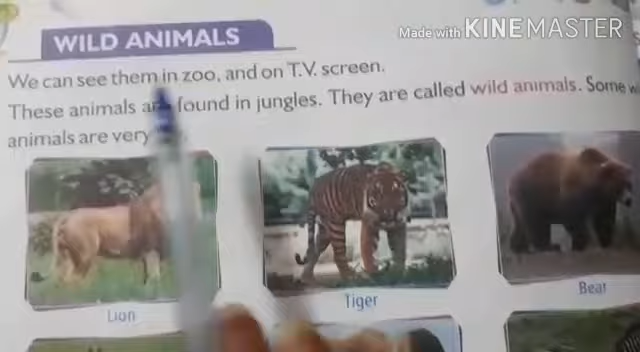 Made with KINEMASTER
WILD ANIMALS
We can see them in zoo, and on T.V. screen.
These animals are found in jungles. They are called wild animals. Some
animals are very
Lion
Tiger
Bear